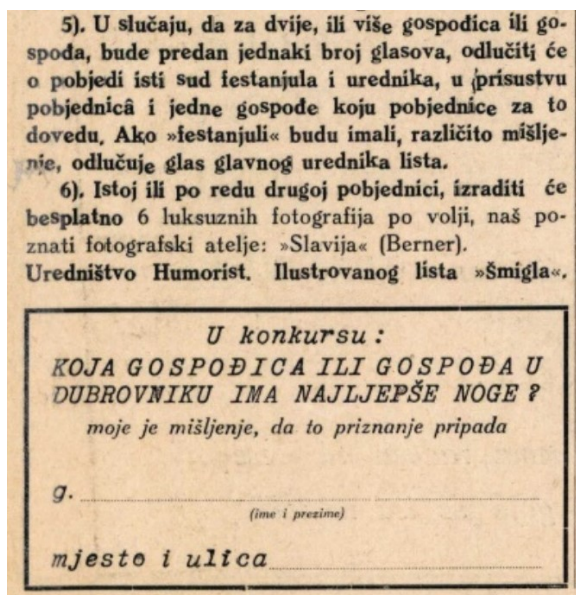 5). U slučaju, da za dvije, ili više gospođica ili go-
spođa, bude predan jednaki broj glasova, odlučiti će
o pobjedi isti sud festanjula i urednika, u prisustvu
pobjednicâ i jedne gospođe koju pobjednice za to
dovedu. Ako »festanjuli« budu imali, različito mišlje-
nje, odlučuje glas glavnog urednika lista.
6). Istoj ili po redu drugoj pobjednici, izraditi će
besplatno 6 luksuznih fotografija po volji, naš po-
znati fotografski atelje: »Slavija« (Berner).
Uredništvo Humorist. Ilustrovanog lista »Šmigla«.
U konkursu:
KOJA GOSPOĐICA ILI GOSPOĐA U
DUBROVNIKU IMA NAJLJEPŠE NOGE?
moje je mišljenje, da to priznanje pripada
g.
(ime i prezime)
mjesto i ulica